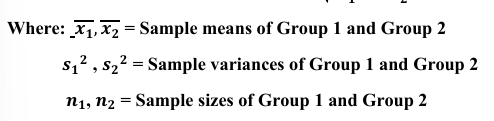 Where: x̅₁, x̅₂ = Sample means of Group 1 and Group 2
s₁² , s₂² = Sample variances of Group 1 and Group 2
n₁, n₂ = Sample sizes of Group 1 and Group 2